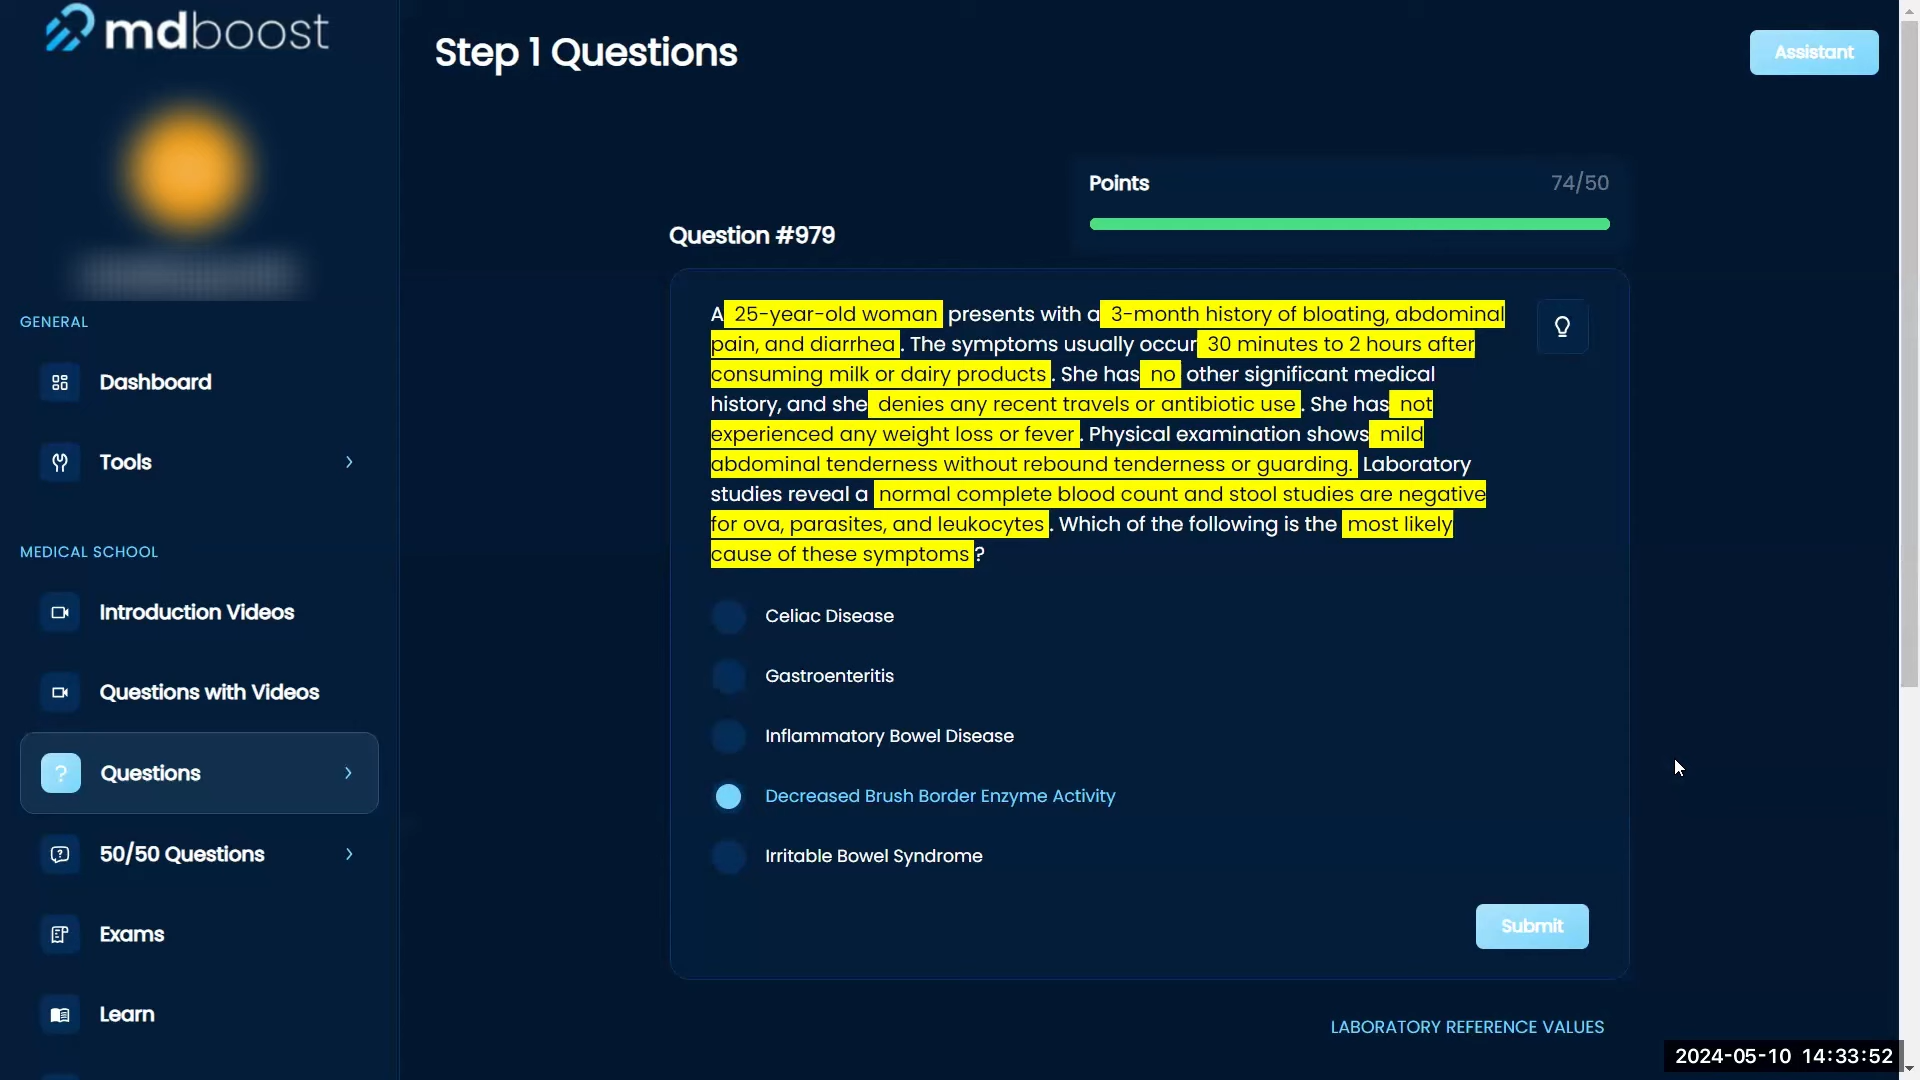 mdboost
Step 1 Questions
Assistant
Points 74/50
Question #979
A 25-year-old woman presents with a 3-month history of bloating, abdominal
pain, and diarrhea. The symptoms usually occur 30 minutes to 2 hours after
consuming milk or dairy products. She has no other significant medical
history, and she denies any recent travels or antibiotic use. She has not
experienced any weight loss or fever. Physical examination shows mild
abdominal tenderness without rebound tenderness or guarding. Laboratory
studies reveal a normal complete blood count and stool studies are negative
for ova, parasites, and leukocytes. Which of the following is the most likely
cause of these symptoms?
Celiac Disease
Gastroenteritis
Inflammatory Bowel Disease
Decreased Brush Border Enzyme Activity
Irritable Bowel Syndrome
Submit
LABORATORY REFERENCE VALUES
GENERAL
Dashboard
Tools
MEDICAL SCHOOL
Introduction Videos
Questions with Videos
Questions
50/50 Questions
Exams
Learn
2024-05-10 14:33:52